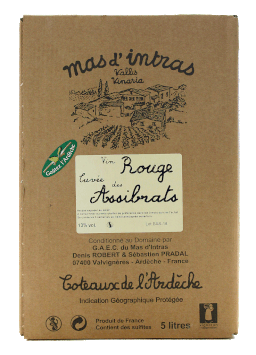 mas d'intras
Vallis
Vinaria
Goûtez l'Ardèche
Vin Rouge
Cuvée des
Assibrats
13% vol
Conditionné au Domaine par
G.A.E.C. du Mas d'Intras
Denis ROBERT & Sébastien PRADAL
07400 Valvignères - Ardèche - France
Coteaux de l'Ardèche
Indication Géographique Protégée
Produit de France
Contient des sulfites
5 litres